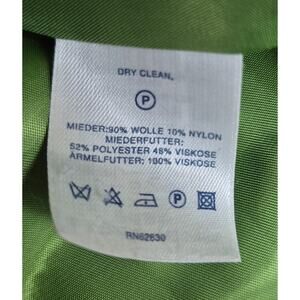 DRY CLEAN.
P
MIEDER:90% WOLLE 10% NYLON
MIEDERFUTTER:
52% POLYESTER 48% VISKOSE
ÄRMELFUTTER: 100% VISKOSE
RN62630